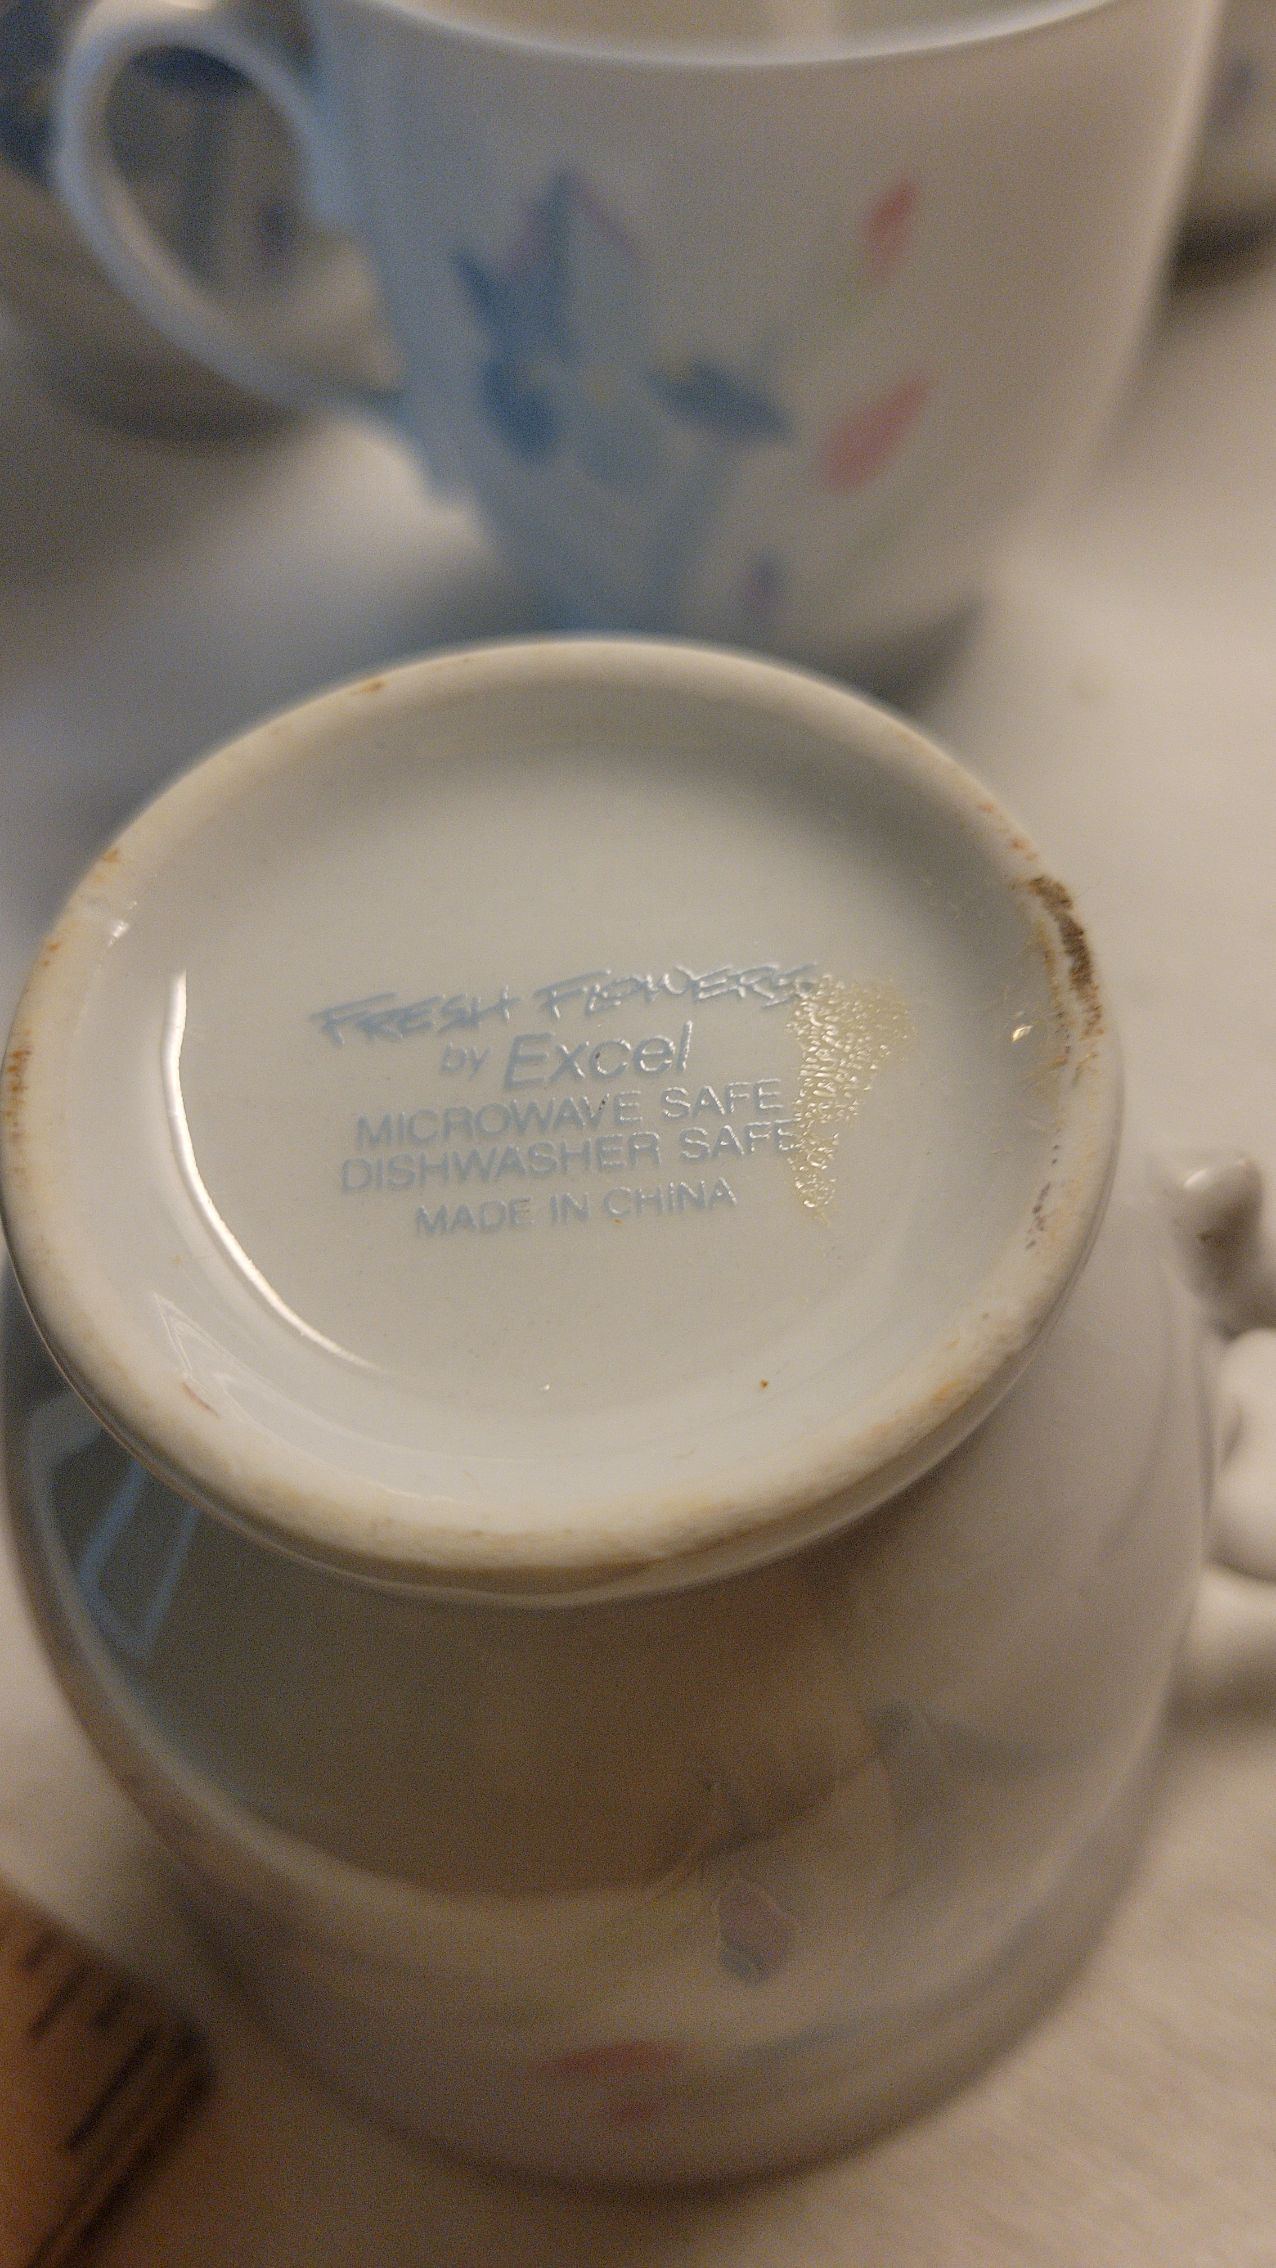 FRESH FLOWERS
by Excel
MICROWAVE SAFE
DISHWASHER SAFE
MADE IN CHINA